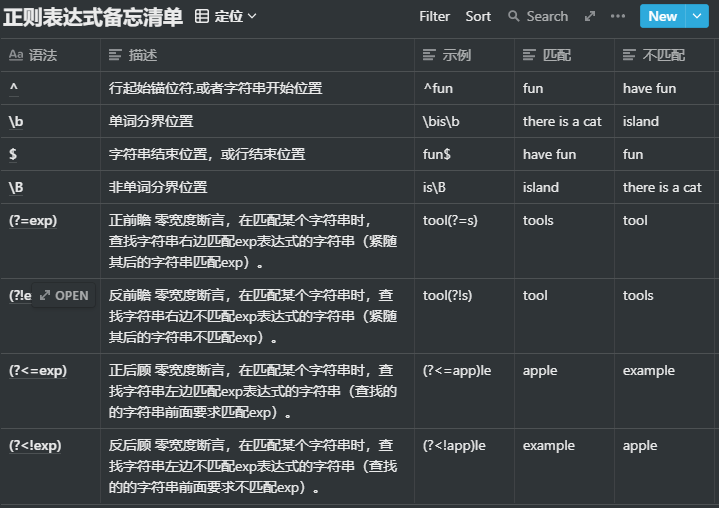 正则表达式备忘清单 定位 Filter Sort Search ••• New
Aa 语法 描述 示例 匹配 不匹配
^ 行起始锚位符,或者字符串开始位置 ^fun fun have fun
\b 单词分界位置 \bis\b there is a cat island
$ 字符串结束位置，或行结束位置 fun$ have fun fun
\B 非单词分界位置 is\B island there is a cat
(?=exp) 正前瞻 零宽度断言，在匹配某个字符串时， tool(?=s) tools tool
查找字符串右边匹配exp表达式的字符串（紧随
其后的字符串匹配exp）。
(?!e OPEN 反前瞻 零宽度断言，在匹配某个字符串时，查 tool(?!s) tool tools
找字符串右边不匹配exp表达式的字符串（紧随
其后的字符串不匹配exp）。
(?<=exp) 正后顾 零宽度断言，在匹配某个字符串时，查 (?<=app)le apple example
找字符串左边匹配exp表达式的字符串（查找的
的字符串前面要求匹配exp）。
(?<!exp) 反后顾 零宽度断言，在匹配某个字符串时，查 (?<!app)le example apple
找字符串左边不匹配exp表达式的字符串（查找
的的字符串前面要求不匹配exp）。